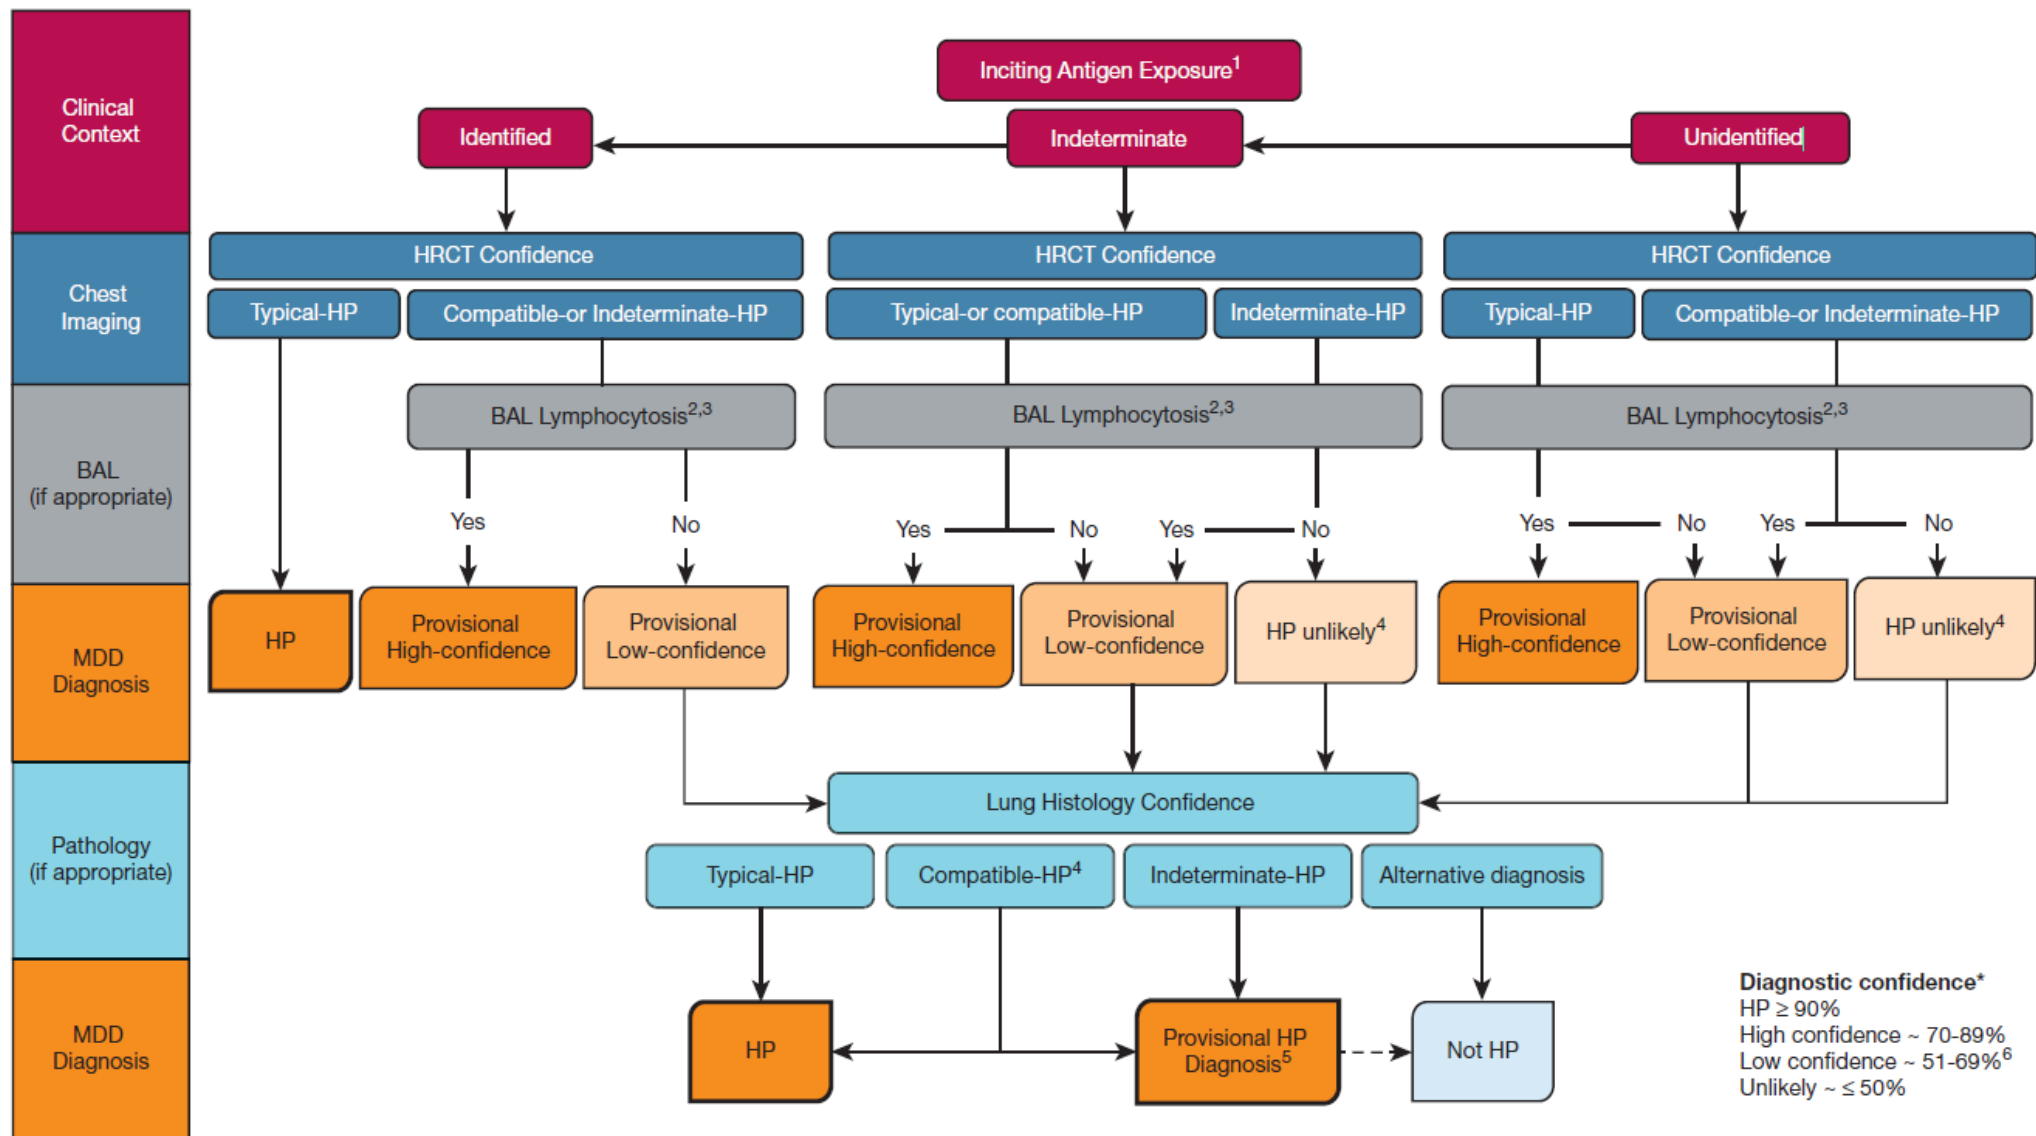 Clinical
Context
Inciting Antigen Exposure1
Identified
Indeterminate
Unidentified
Chest
Imaging
HRCT Confidence
HRCT Confidence
HRCT Confidence
Typical-HP
Compatible-or Indeterminate-HP
Typical-or compatible-HP
Indeterminate-HP
Typical-HP
Compatible-or Indeterminate-HP
BAL
(if appropriate)
BAL Lymphocytosis2,3
BAL Lymphocytosis2,3
BAL Lymphocytosis2,3
Yes
No
Yes
No
Yes
No
Yes
No
Yes
No
MDD
Diagnosis
HP
Provisional
High-confidence
Provisional
Low-confidence
Provisional
High-confidence
Provisional
Low-confidence
HP unlikely4
Provisional
High-confidence
Provisional
Low-confidence
HP unlikely4
Pathology
(if appropriate)
Lung Histology Confidence
Typical-HP
Compatible-HP4
Indeterminate-HP
Alternative diagnosis
MDD
Diagnosis
HP
Provisional HP
Diagnosis5
Not HP
Diagnostic confidence*
HP ≥ 90%
High confidence ~ 70-89%
Low confidence ~ 51-69%6
Unlikely ~ ≤ 50%